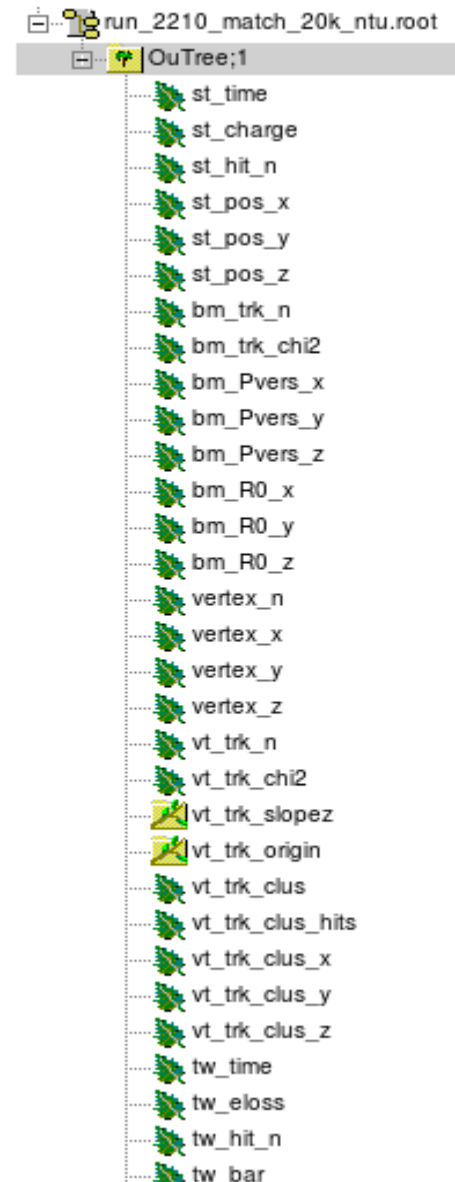 run_2210_match_20k_ntu.root
OuTree;1
st_time
st_charge
st_hit_n
st_pos_x
st_pos_y
st_pos_z
bm_trk_n
bm_trk_chi2
bm_Pvers_x
bm_Pvers_y
bm_Pvers_z
bm_R0_x
bm_R0_y
bm_R0_z
vertex_n
vertex_x
vertex_y
vertex_z
vt_trk_n
vt_trk_chi2
vt_trk_slopez
vt_trk_origin
vt_trk_clus
vt_trk_clus_hits
vt_trk_clus_x
vt_trk_clus_y
vt_trk_clus_z
tw_time
tw_eloss
tw_hit_n
tw_bar